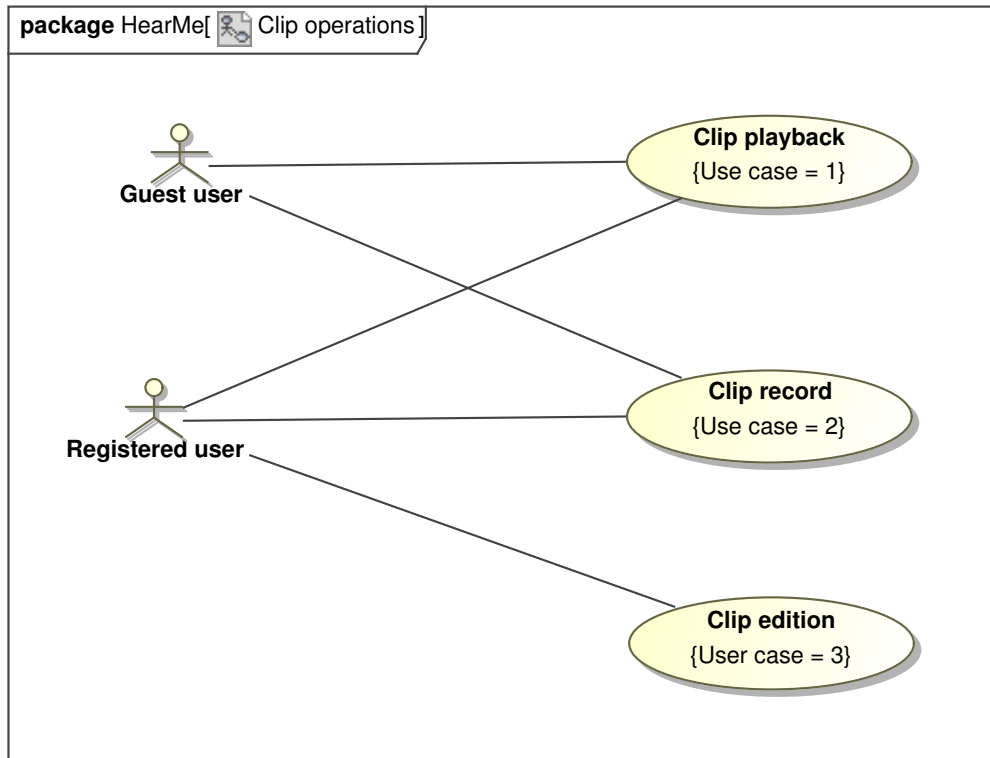 package HearMe[ Clip operations ]
Clip playback
{Use case = 1}
Guest user
Clip record
{Use case = 2}
Registered user
Clip edition
{User case = 3}